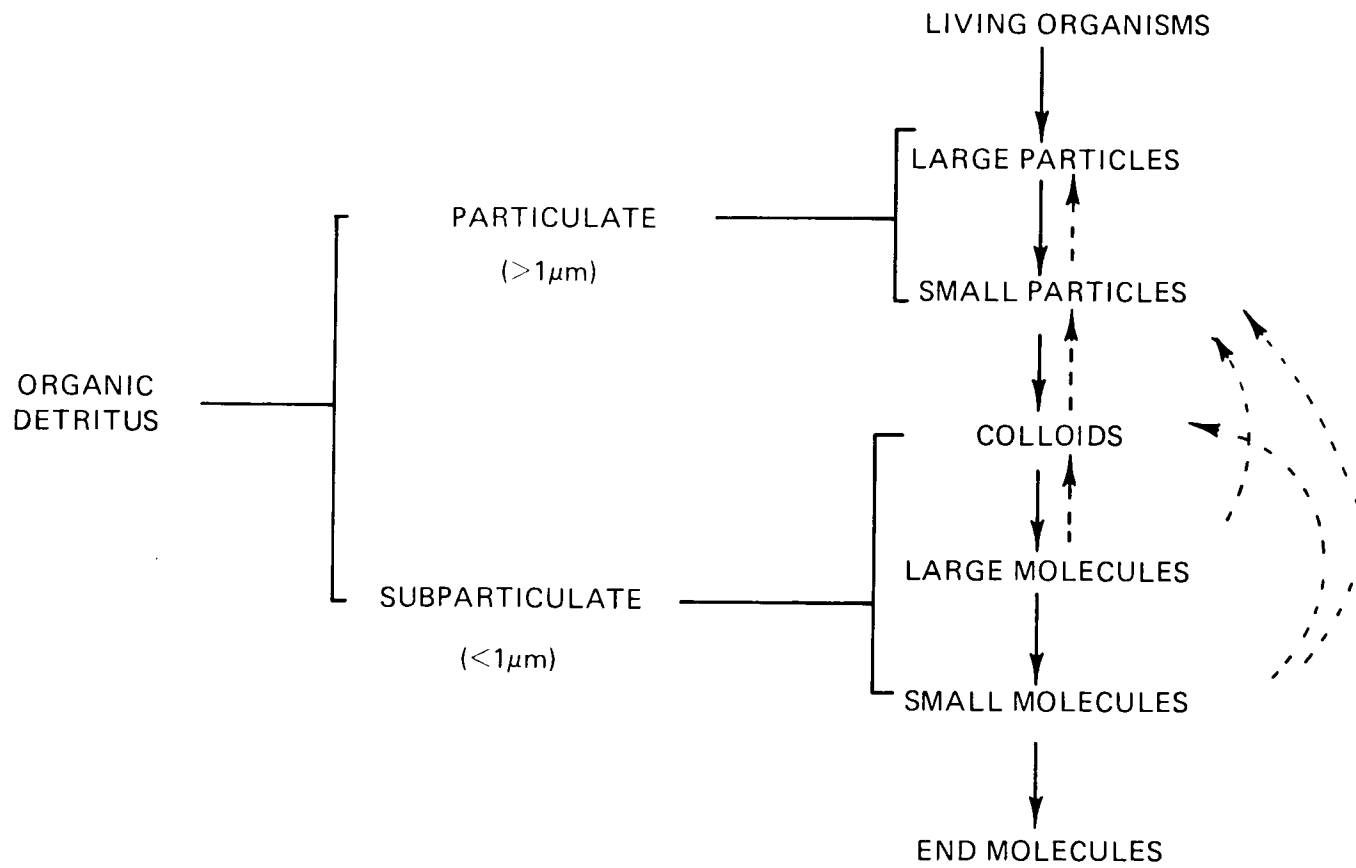 LIVING ORGANISMS
LARGE PARTICLES
PARTICULATE
(>1μm)
SMALL PARTICLES
ORGANIC
DETRITUS
COLLOIDS
LARGE MOLECULES
SUBPARTICULATE
(<1μm)
SMALL MOLECULES
END MOLECULES